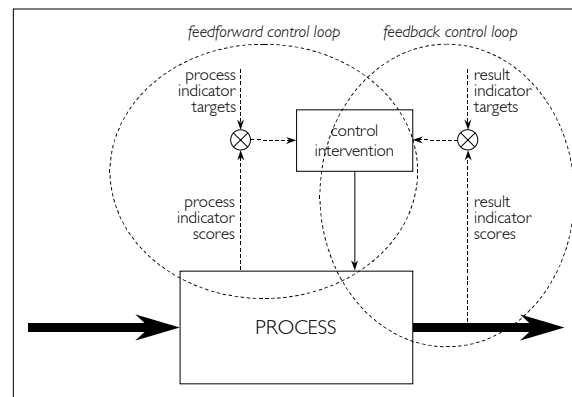 feedforward control loop
feedback control loop
process
indicator
targets
result
indicator
targets
control
intervention
process
indicator
scores
result
indicator
scores
PROCESS